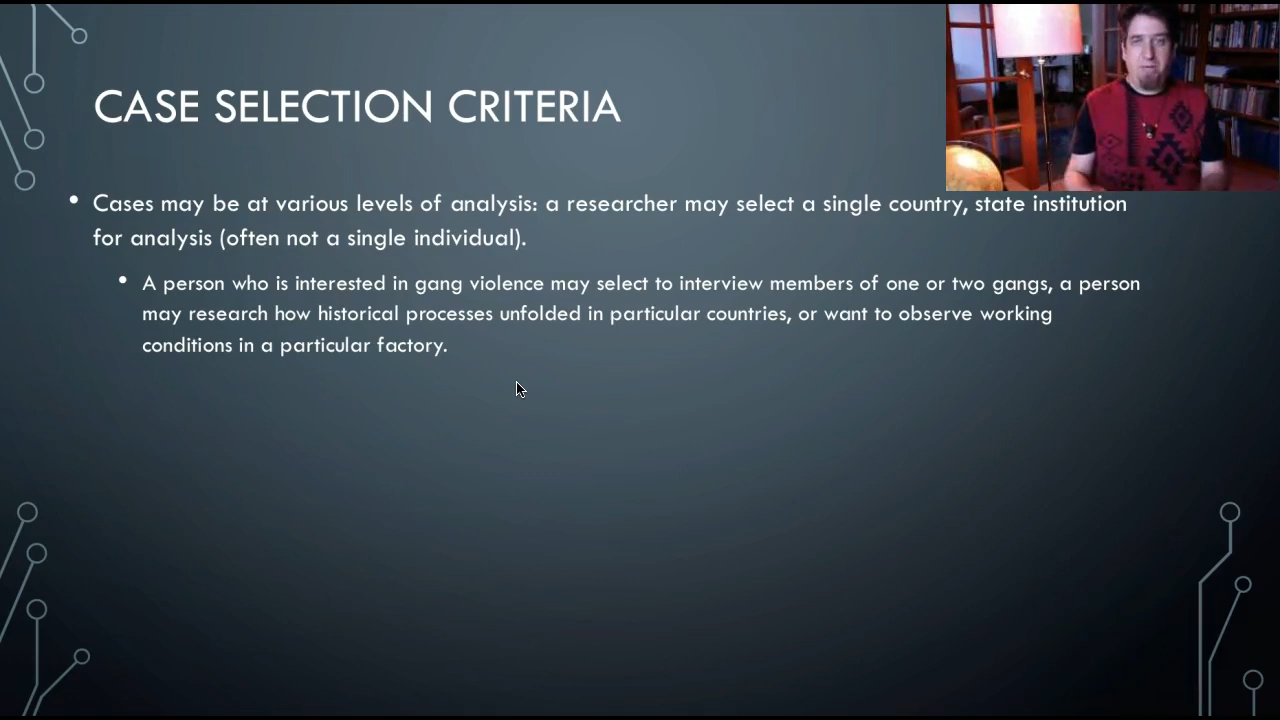 CASE SELECTION CRITERIA
• Cases may be at various levels of analysis: a researcher may select a single country, state institution
for analysis (often not a single individual).
• A person who is interested in gang violence may select to interview members of one or two gangs, a person
may research how historical processes unfolded in particular countries, or want to observe working
conditions in a particular factory.